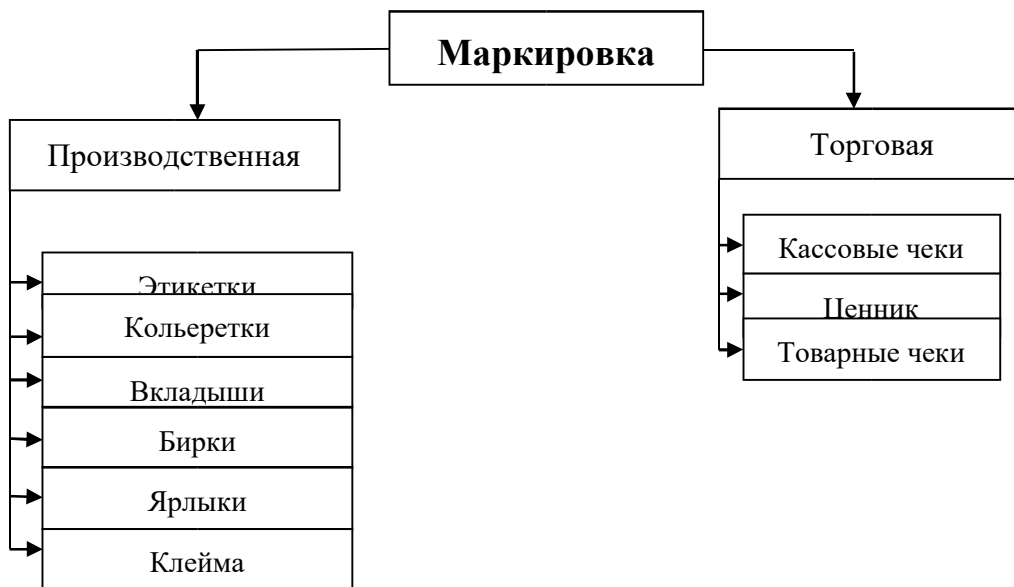 Маркировка
Производственная
Торговая
Этикетки
Кольеретки
Вкладыши
Бирки
Ярлыки
Клейма
Кассовые чеки
Ценник
Товарные чеки